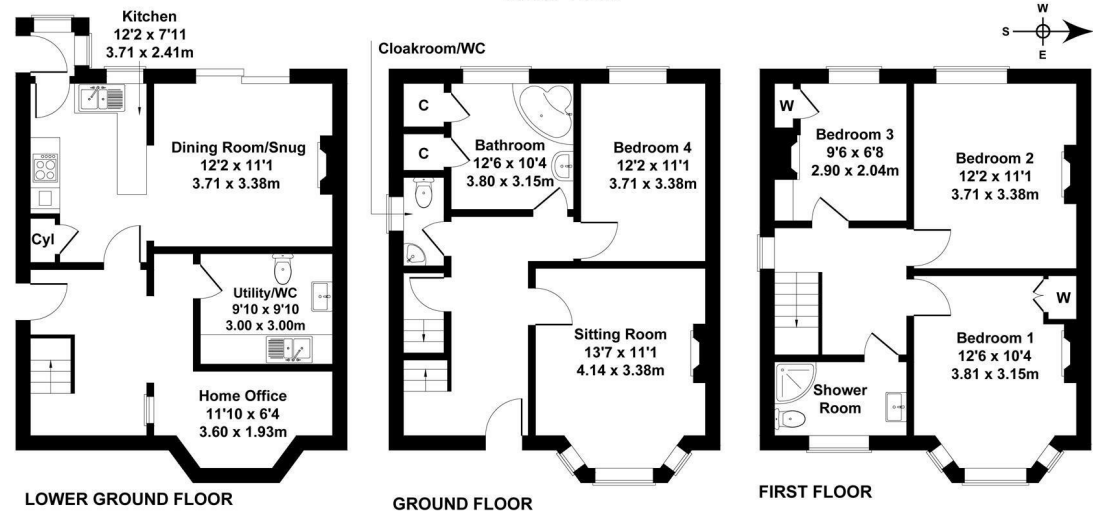 Kitchen
12'2 x 7'11
3.71 x 2.41m
Dining Room/Snug
12'2 x 11'1
3.71 x 3.38m
Cyl
Utility/WC
9'10 x 9'10
3.00 x 3.00m
Home Office
11'10 x 6'4
3.60 x 1.93m
LOWER GROUND FLOOR
Cloakroom/WC
C
C
Bathroom
12'6 x 10'4
3.80 x 3.15m
Bedroom 4
12'2 x 11'1
3.71 x 3.38m
Sitting Room
13'7 x 11'1
4.14 x 3.38m
GROUND FLOOR
W
S
E
W
Bedroom 3
9'6 x 6'8
2.90 x 2.04m
Bedroom 2
12'2 x 11'1
3.71 x 3.38m
W
Bedroom 1
12'6 x 10'4
3.81 x 3.15m
Shower
Room
FIRST FLOOR